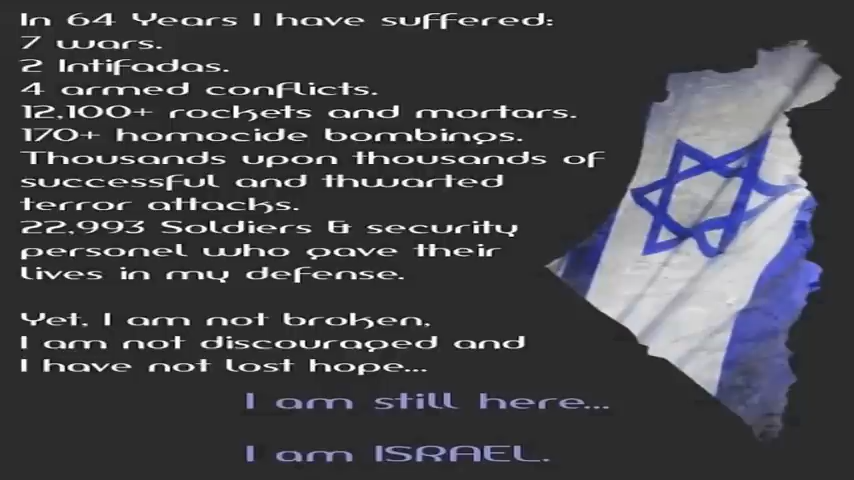 In 64 Years I have suffered:
7 wars.
2 Intifadas.
4 armed conflicts.
12,100+ rockets and mortars.
170+ homocide bombings.
Thousands upon thousands of
successful and thwarted
terror attacks.
22,993 Soldiers & security
personel who gave their
lives in my defense.
Yet, I am not broken,
I am not discouraged and
I have not lost hope...
I am still here...
I am ISRAEL.